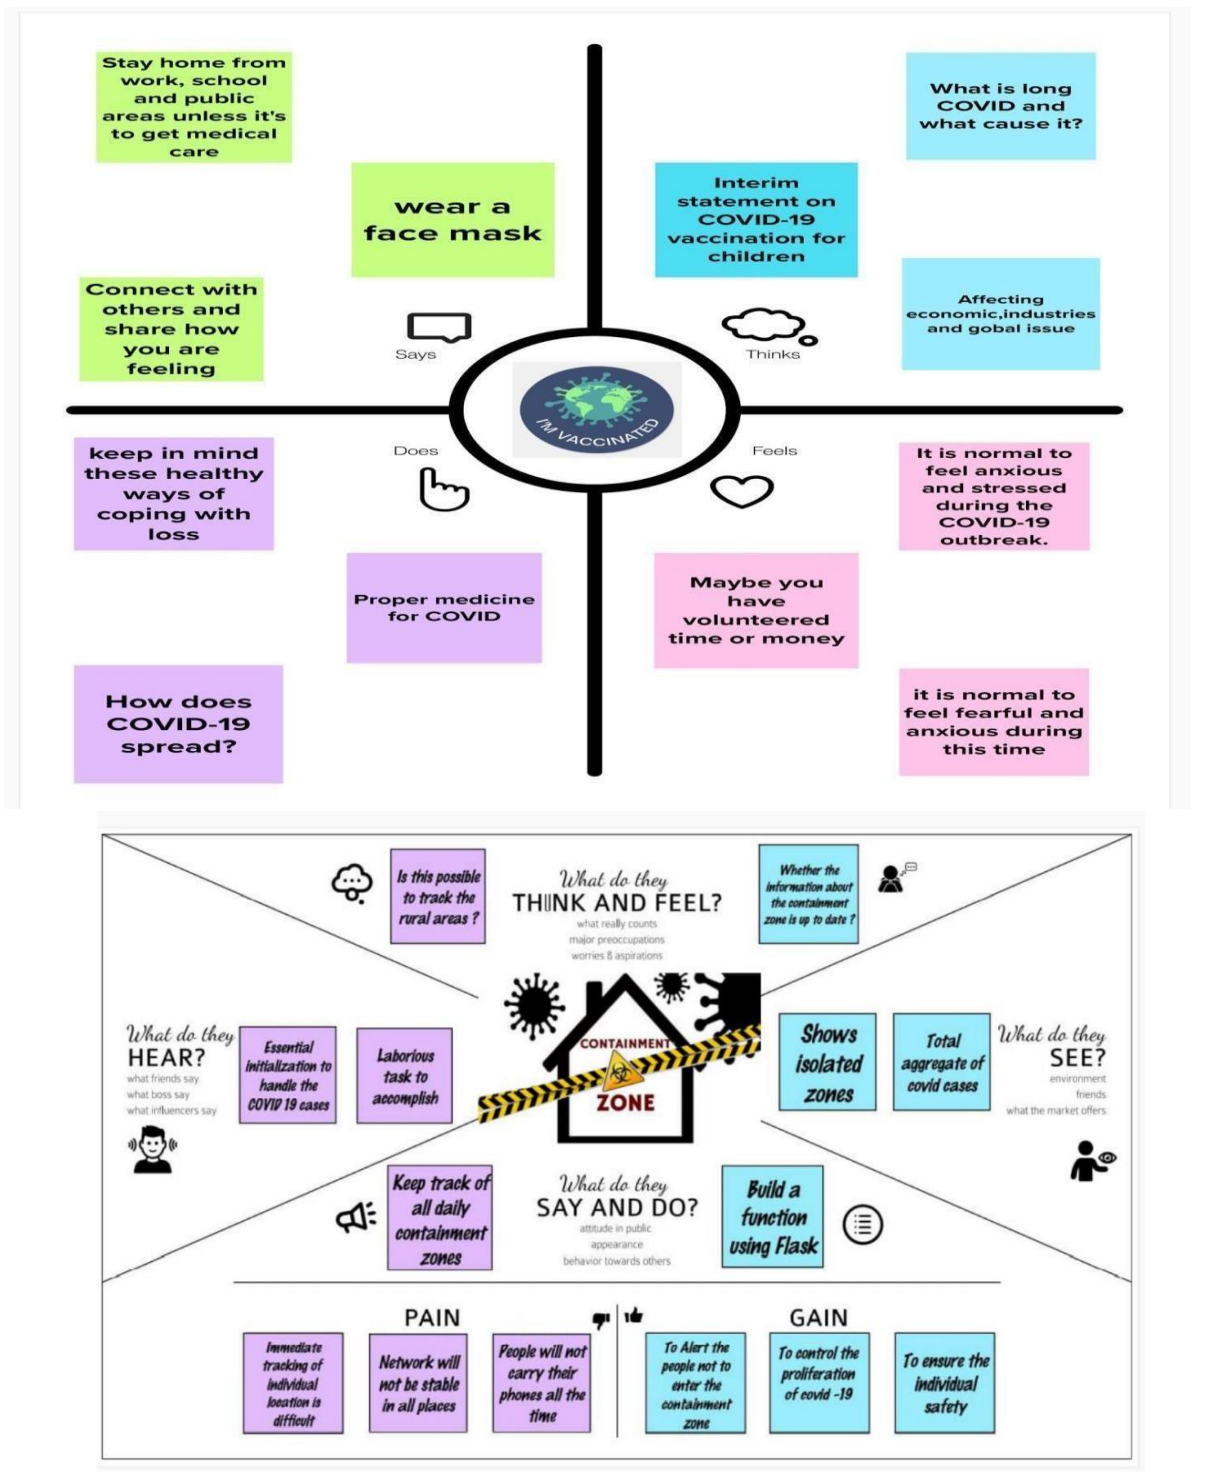 Stay home from
work, school
and public
areas unless it's
to get medical
care
wear a
face mask
Connect with
others and
share how
you are
feeling
Says
What is long
COVID and
what cause it?
Interim
statement on
COVID-19
vaccination for
children
Affecting
economic,industries
and gobal issue
Thinks
I'M VACCINATED
Does
keep in mind
these healthy
ways of
coping with
loss
Proper medicine
for COVID
How does
COVID-19
spread?
Feels
It is normal to
feel anxious
and stressed
during the
COVID-19
outbreak.
Maybe you
have
volunteered
time or money
it is normal to
feel fearful and
anxious during
this time
Is this possible
to track the
rural areas ?
What do they
THINK AND FEEL?
what really counts
major preoccupations
worries & aspirations
Whether the
information about
the containment
zone is up to date ?
What do they
HEAR?
what friends say
what boss say
what influencers say
Essential
initialization to
handle the
COVID 19 cases
Laborious
task to
accomplish
CONTAINMENT
ZONE
Shows
isolated
zones
Total
aggregate of
covid cases
What do they
SEE?
environment
friends
what the market offers
Keep track of
all daily
containment
zones
What do they
SAY AND DO?
attitude in public
appearance
behavior towards others
Build a
function
using Flask
PAIN
Immediate
tracking of
individual
location is
difficult
Network will
not be stable
in all places
People will not
carry their
phones all the
time
GAIN
To Alert the
people not to
enter the
containment
zone
To control the
proliferation
of covid -19
To ensure the
individual
safety